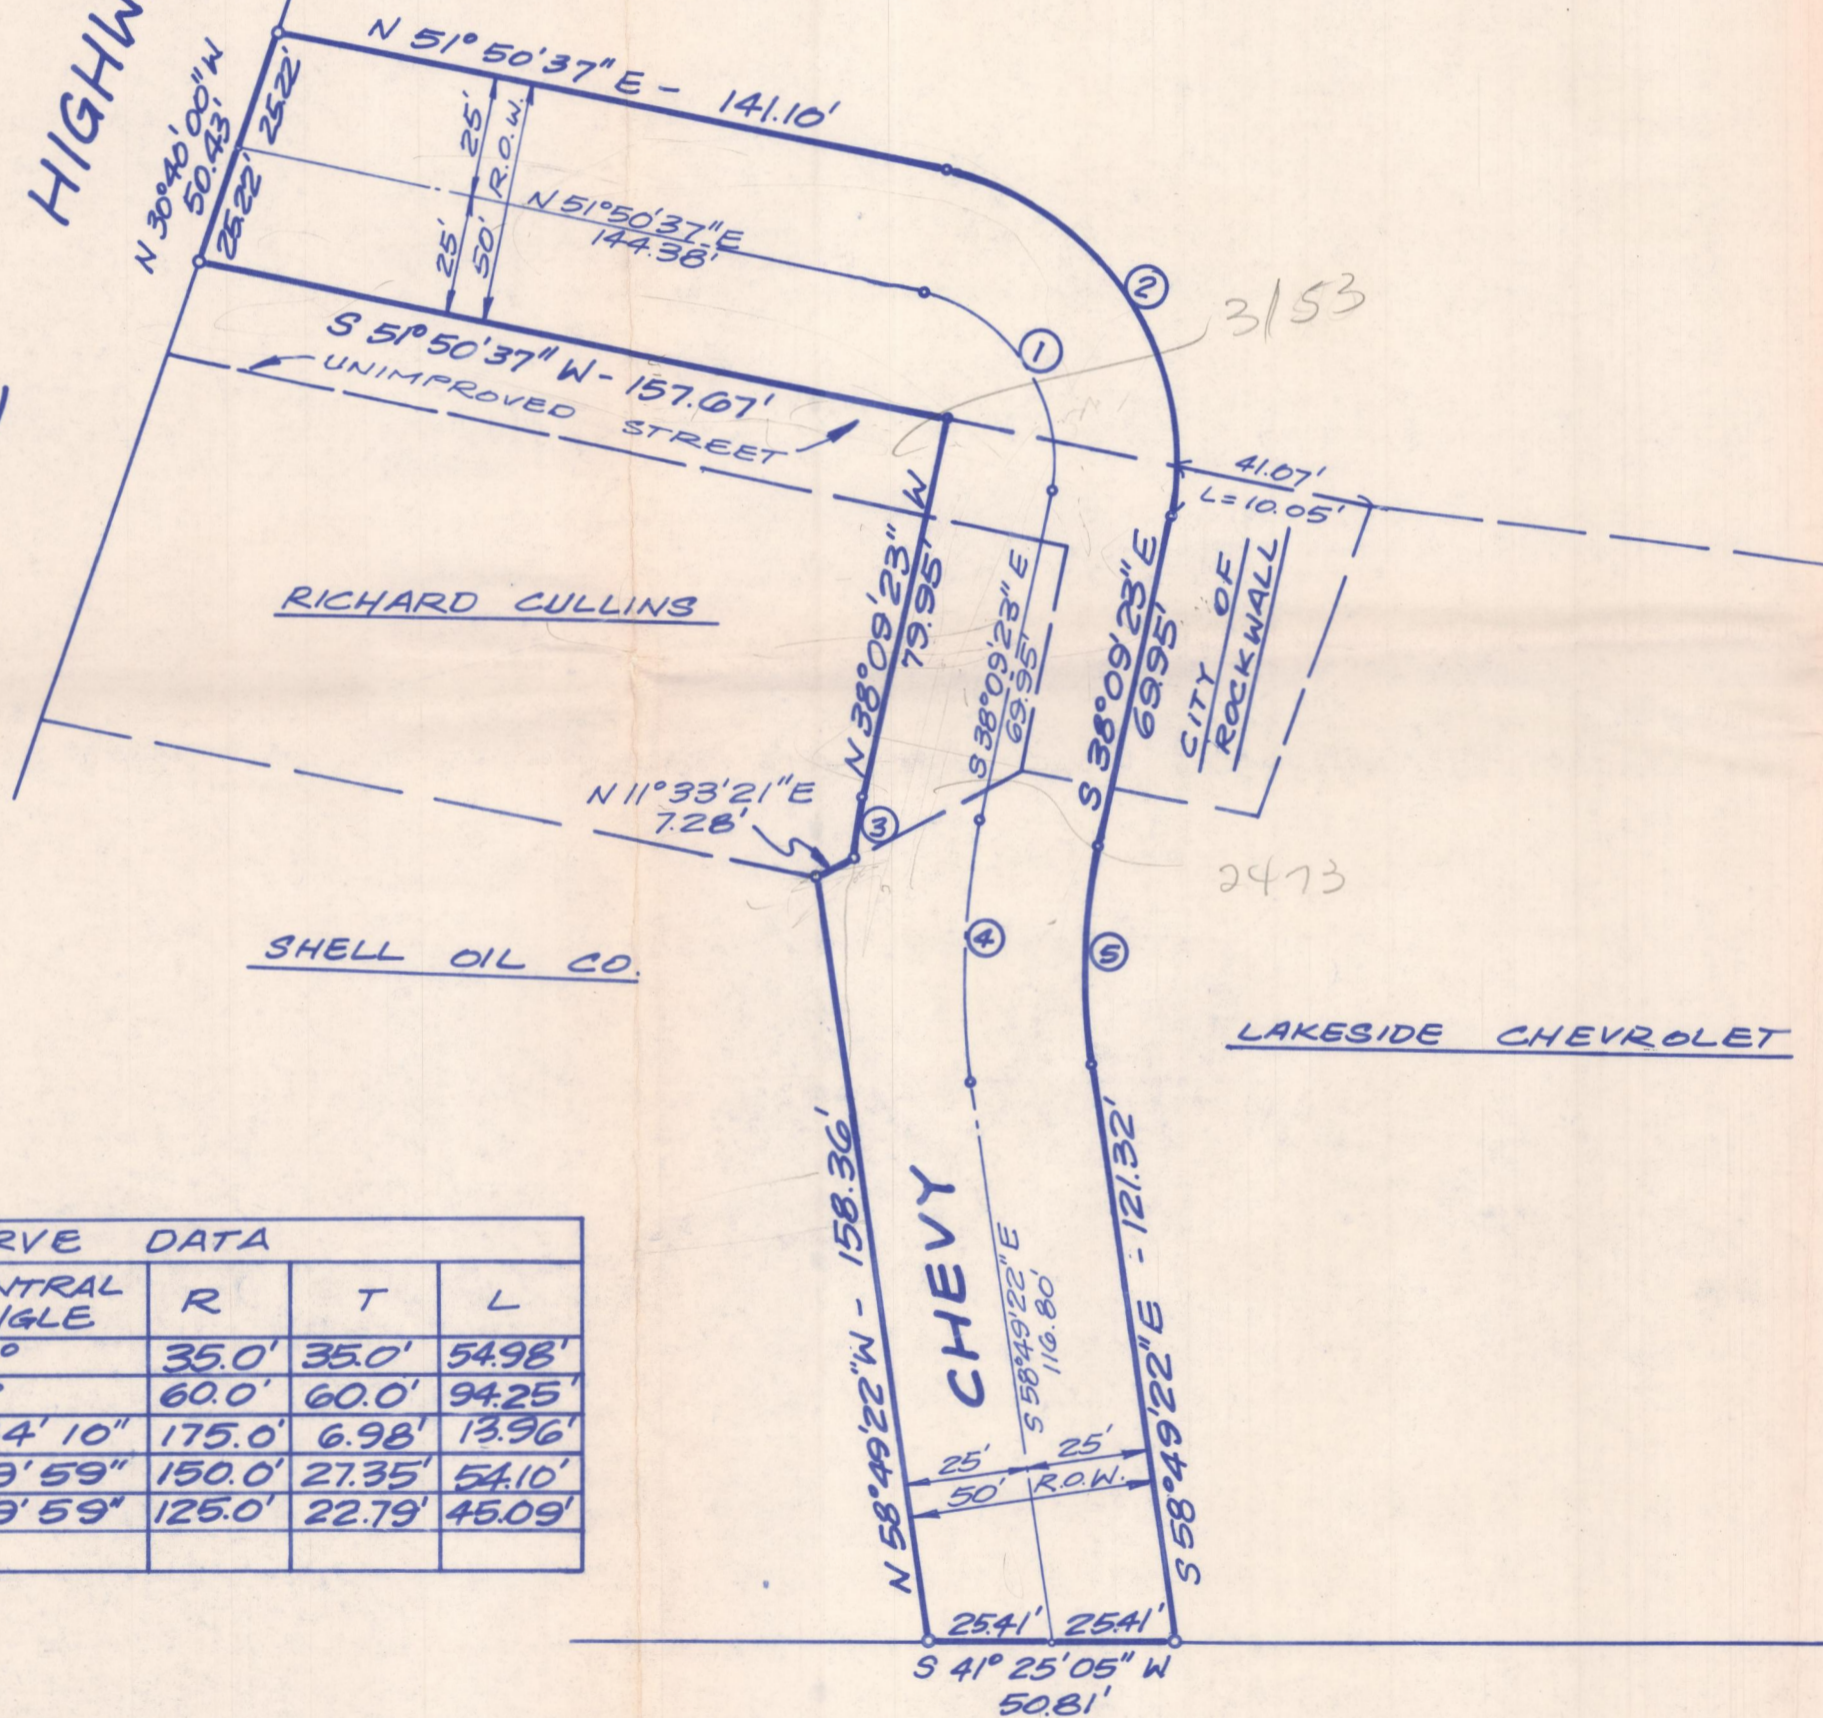 HIGHW
N 30°40'00" W
50.43'
25.22'
25.22'
N 51° 50' 37" E - 141.10'
25'
25'
50' R.O.W.
N 51°50'37" E
144.38'
S 51° 50' 37" W - 157.67'
UNIMPROVED STREET
1
2
3153
41.07'
L=10.05'
CITY OF
ROCKWALL
RICHARD CULLINS
N 38° 09' 23" W
79.95'
S 38° 09' 23" E
69.95'
S 38° 09' 23" E
69.95'
N 11° 33' 21" E
7.28'
3
2473
SHELL OIL CO.
4
5
LAKESIDE CHEVROLET
N 58° 49' 22" W - 158.36'
CHEVY
S 58° 49' 22" E
116.80'
S 58° 49' 22" E - 121.32'
25' 25'
50' R.O.W.
25.41' 25.41'
S 41° 25' 05" W
50.81'
RVE DATA
NTRAL
NGLE R T L
° 35.0' 35.0' 54.98'
° 60.0' 60.0' 94.25'
4' 10" 175.0' 6.98' 13.96'
9' 59" 150.0' 27.35' 54.10'
9' 59" 125.0' 22.79' 45.09'